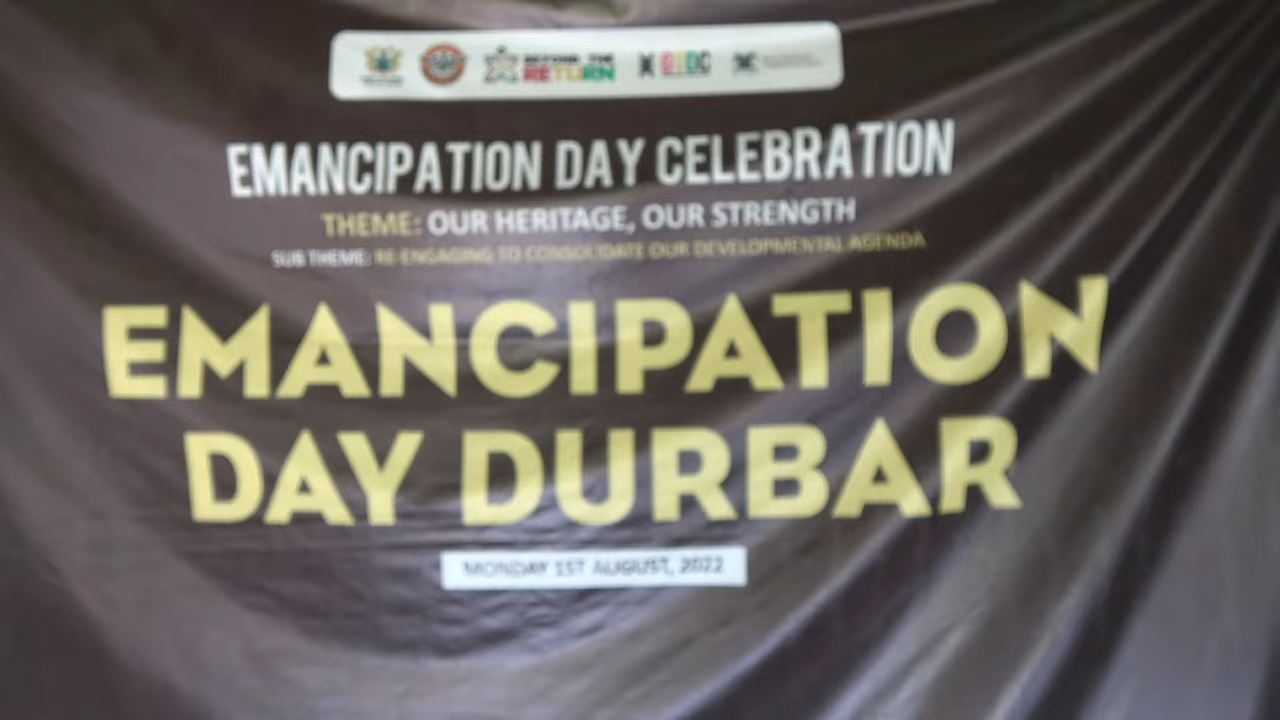 BEYOND THE
RETURN
EMANCIPATION DAY CELEBRATION
THEME: OUR HERITAGE, OUR STRENGTH
SUB THEME: RE-ENGAGING TO CONSOLIDATE OUR DEVELOPMENTAL AGENDA
EMANCIPATION
DAY DURBAR
MONDAY 1ST AUGUST, 2022